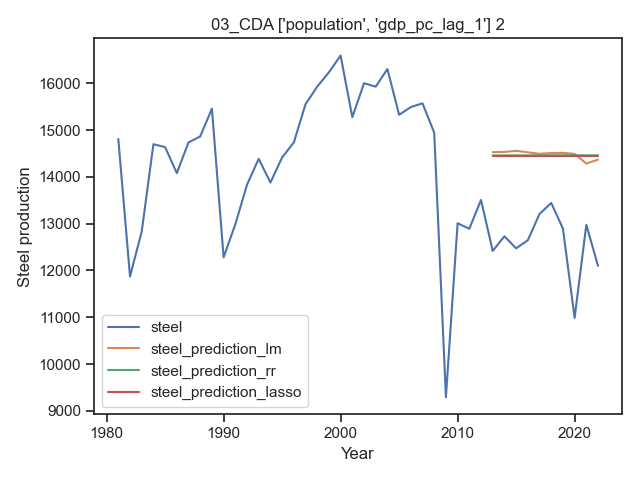 03_CDA ['population', 'gdp_pc_lag_1'] 2
Steel production
16000
15000
14000
13000
12000
11000
10000
9000
steel
steel_prediction_lm
steel_prediction_rr
steel_prediction_lasso
1980
1990
2000
2010
2020
Year